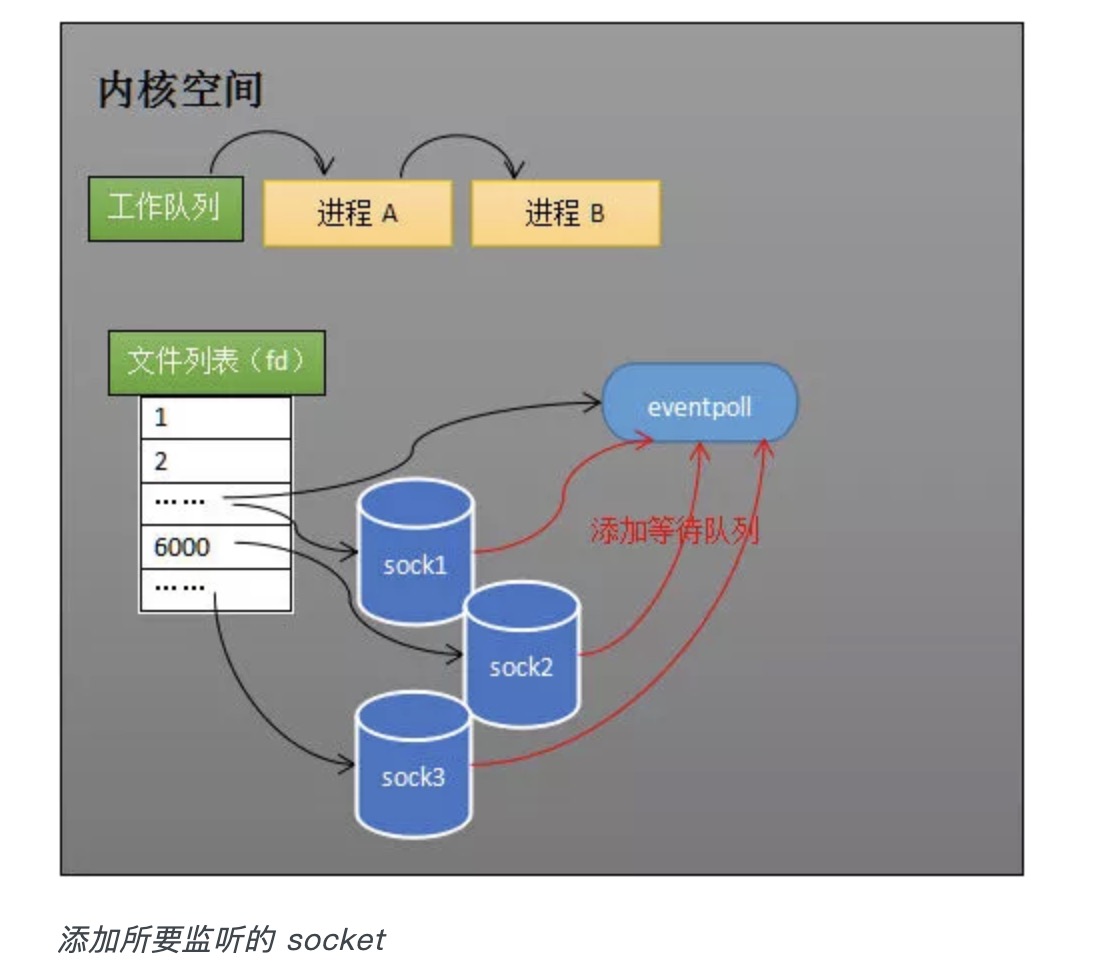 内核空间
工作队列
进程 A
进程 B
文件列表（fd）
1
2
……
6000
……
eventpoll
sock1
添加等待队列
sock2
sock3
添加所要监听的 socket